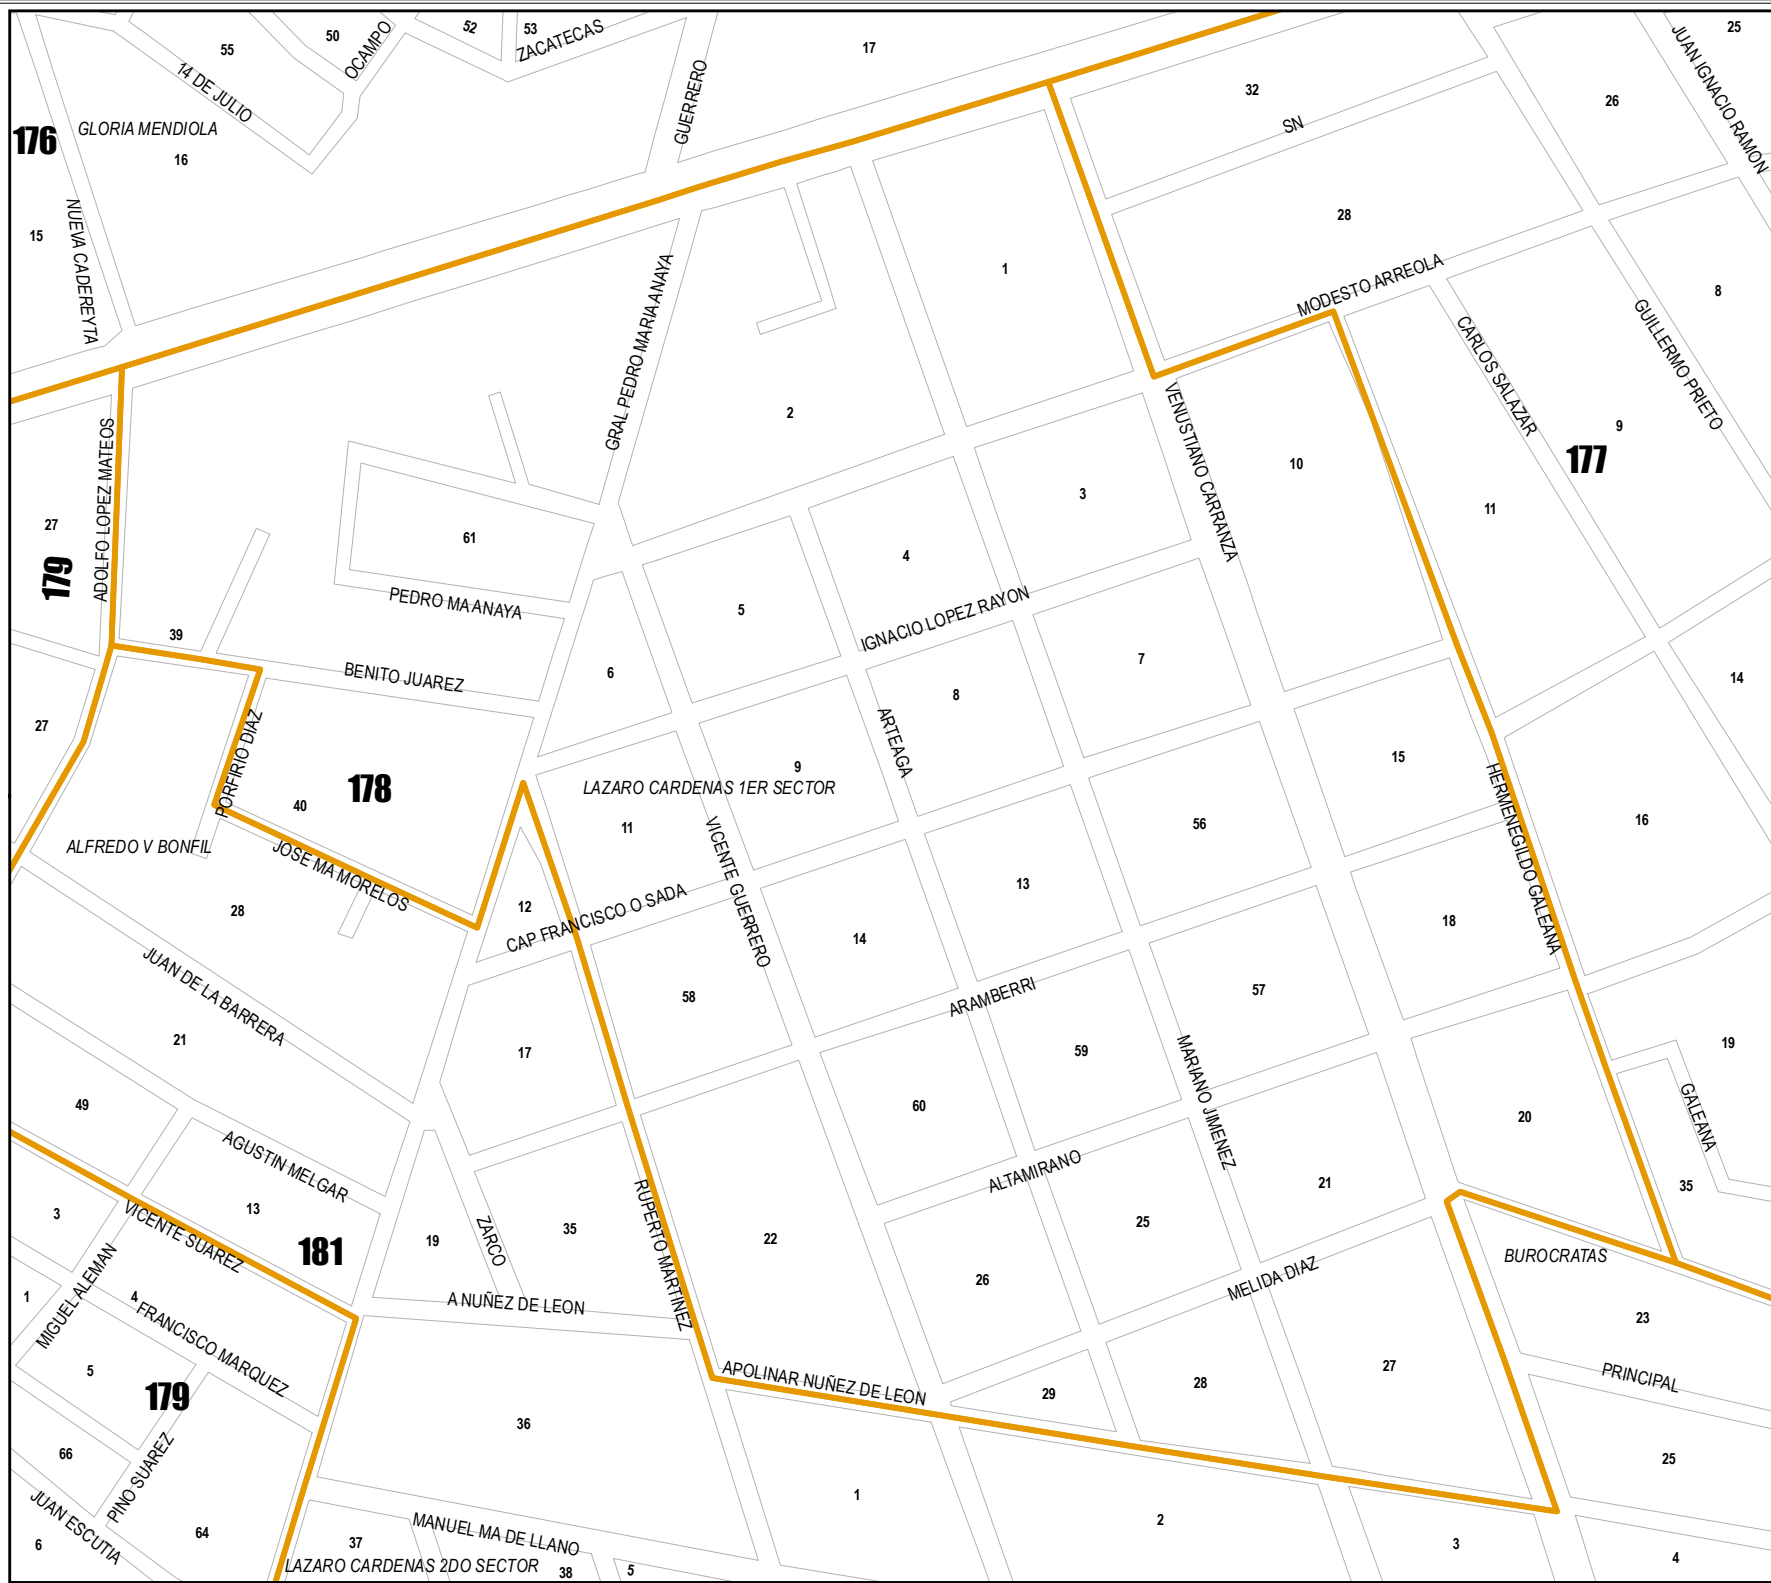 55
50
OCAMPO
52
53
ZACATECAS
17
25
JUAN IGNACIO RAMON
14 DE JULIO
GUERRERO
32
26
SN
176
GLORIA MENDIOLA
16
15
NUEVA CADEREYTA
28
1
MODESTO ARREOLA
8
GRAL PEDRO MARIA ANAYA
CARLOS SALAZAR
GUILLERMO PRIETO
2
VENUSTIANO CARRANZA
9
177
10
3
11
ADOLFO LOPEZ MATEOS
27
179
61
4
5
PEDRO MA ANAYA
IGNACIO LOPEZ RAYON
39
6
7
BENITO JUAREZ
8
14
27
PORFIRIO DIAZ
ARTEAGA
15
178
LAZARO CARDENAS 1ER SECTOR
9
HERMENEGILDO GALEANA
40
11
56
16
ALFREDO V BONFIL
JOSE MA MORELOS
VICENTE GUERRERO
13
28
12
CAP FRANCISCO O SADA
14
18
JUAN DE LA BARRERA
58
ARAMBERRI
57
21
17
59
MARIANO JIMENEZ
19
49
60
GALEANA
20
AGUSTIN MELGAR
ALTAMIRANO
21
35
3
VICENTE SUAREZ
13
181
19
ZARCO
35
RUPERTO MARTINEZ
22
25
BUROCRATAS
MIGUEL ALEMAN
26
MELIDA DIAZ
1
4
FRANCISCO MARQUEZ
A NUÑEZ DE LEON
23
5
179
APOLINAR NUÑEZ DE LEON
29
28
27
PRINCIPAL
36
66
PINO SUAREZ
25
1
JUAN ESCUTIA
64
MANUEL MA DE LLANO
2
6
37
3
4
LAZARO CARDENAS 2DO SECTOR
38
5